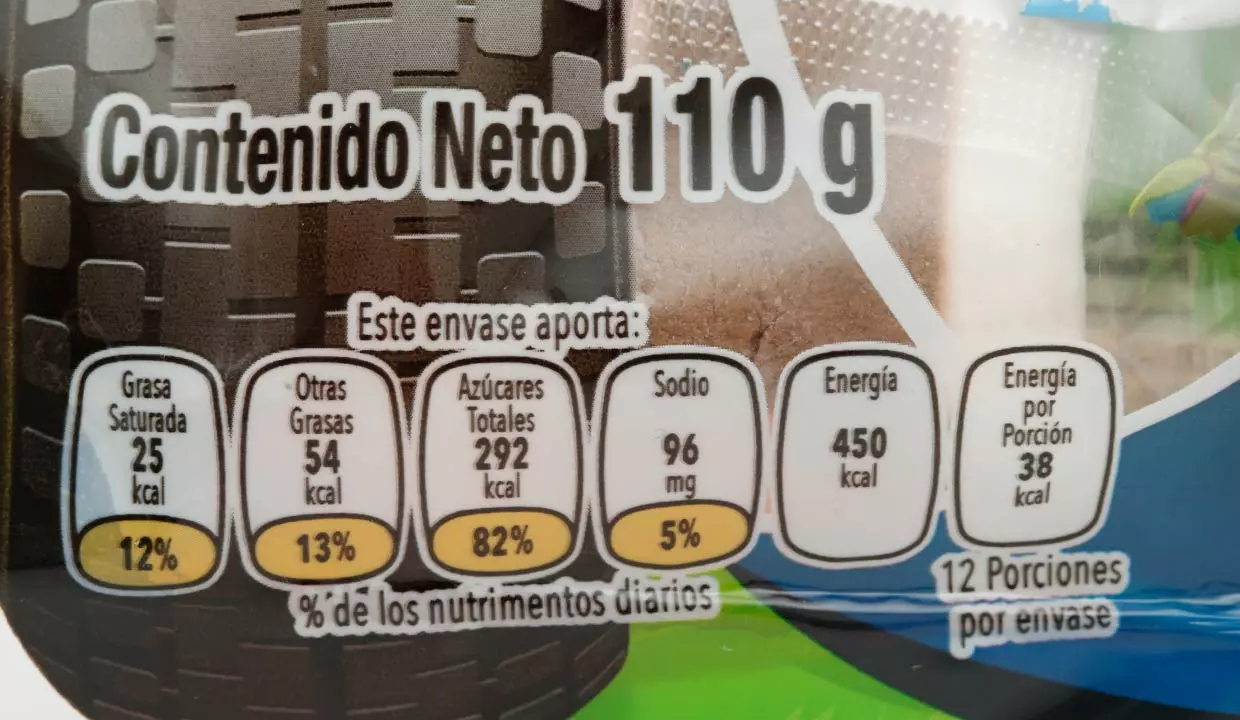 Contenido Neto 110 g
Este envase aporta:
Grasa
Saturada
25
kcal
12%
Otras
Grasas
54
kcal
13%
Azúcares
Totales
292
kcal
82%
Sodio
96
mg
5%
Energía
450
kcal
Energía
por
Porción
38
kcal
% de los nutrimentos diarios
12 Porciones
por envase